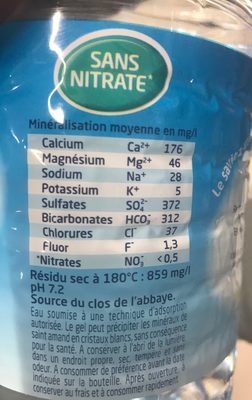 SANS
NITRATE*
Minéralisation moyenne en mg/l
Calcium Ca²⁺ 176
Magnésium Mg²⁺ 46
Sodium Na⁺ 28
Potassium K⁺ 5
Sulfates SO₄²⁻ 372
Bicarbonates HCO₃⁻ 312
Chlorures Cl⁻ 37
Fluor F⁻ 1,3
*Nitrates NO₃⁻ <0,5
Résidu sec à 180°C : 859 mg/l
pH 7.2
Source du clos de l'abbaye.
Eau soumise à une technique d'adsorption
autorisée. Le gel peut précipiter les minéraux de
saint amand en cristaux blancs, sans conséquence
pour la santé. A conserver à l'abri de la lumière,
dans un endroit propre, sec, tempéré et sans
odeur. A consommer de préférence avant la date
indiquée sur la bouteille. Après ouverture, à
conserver au frais et à consommer rapidement.
Le